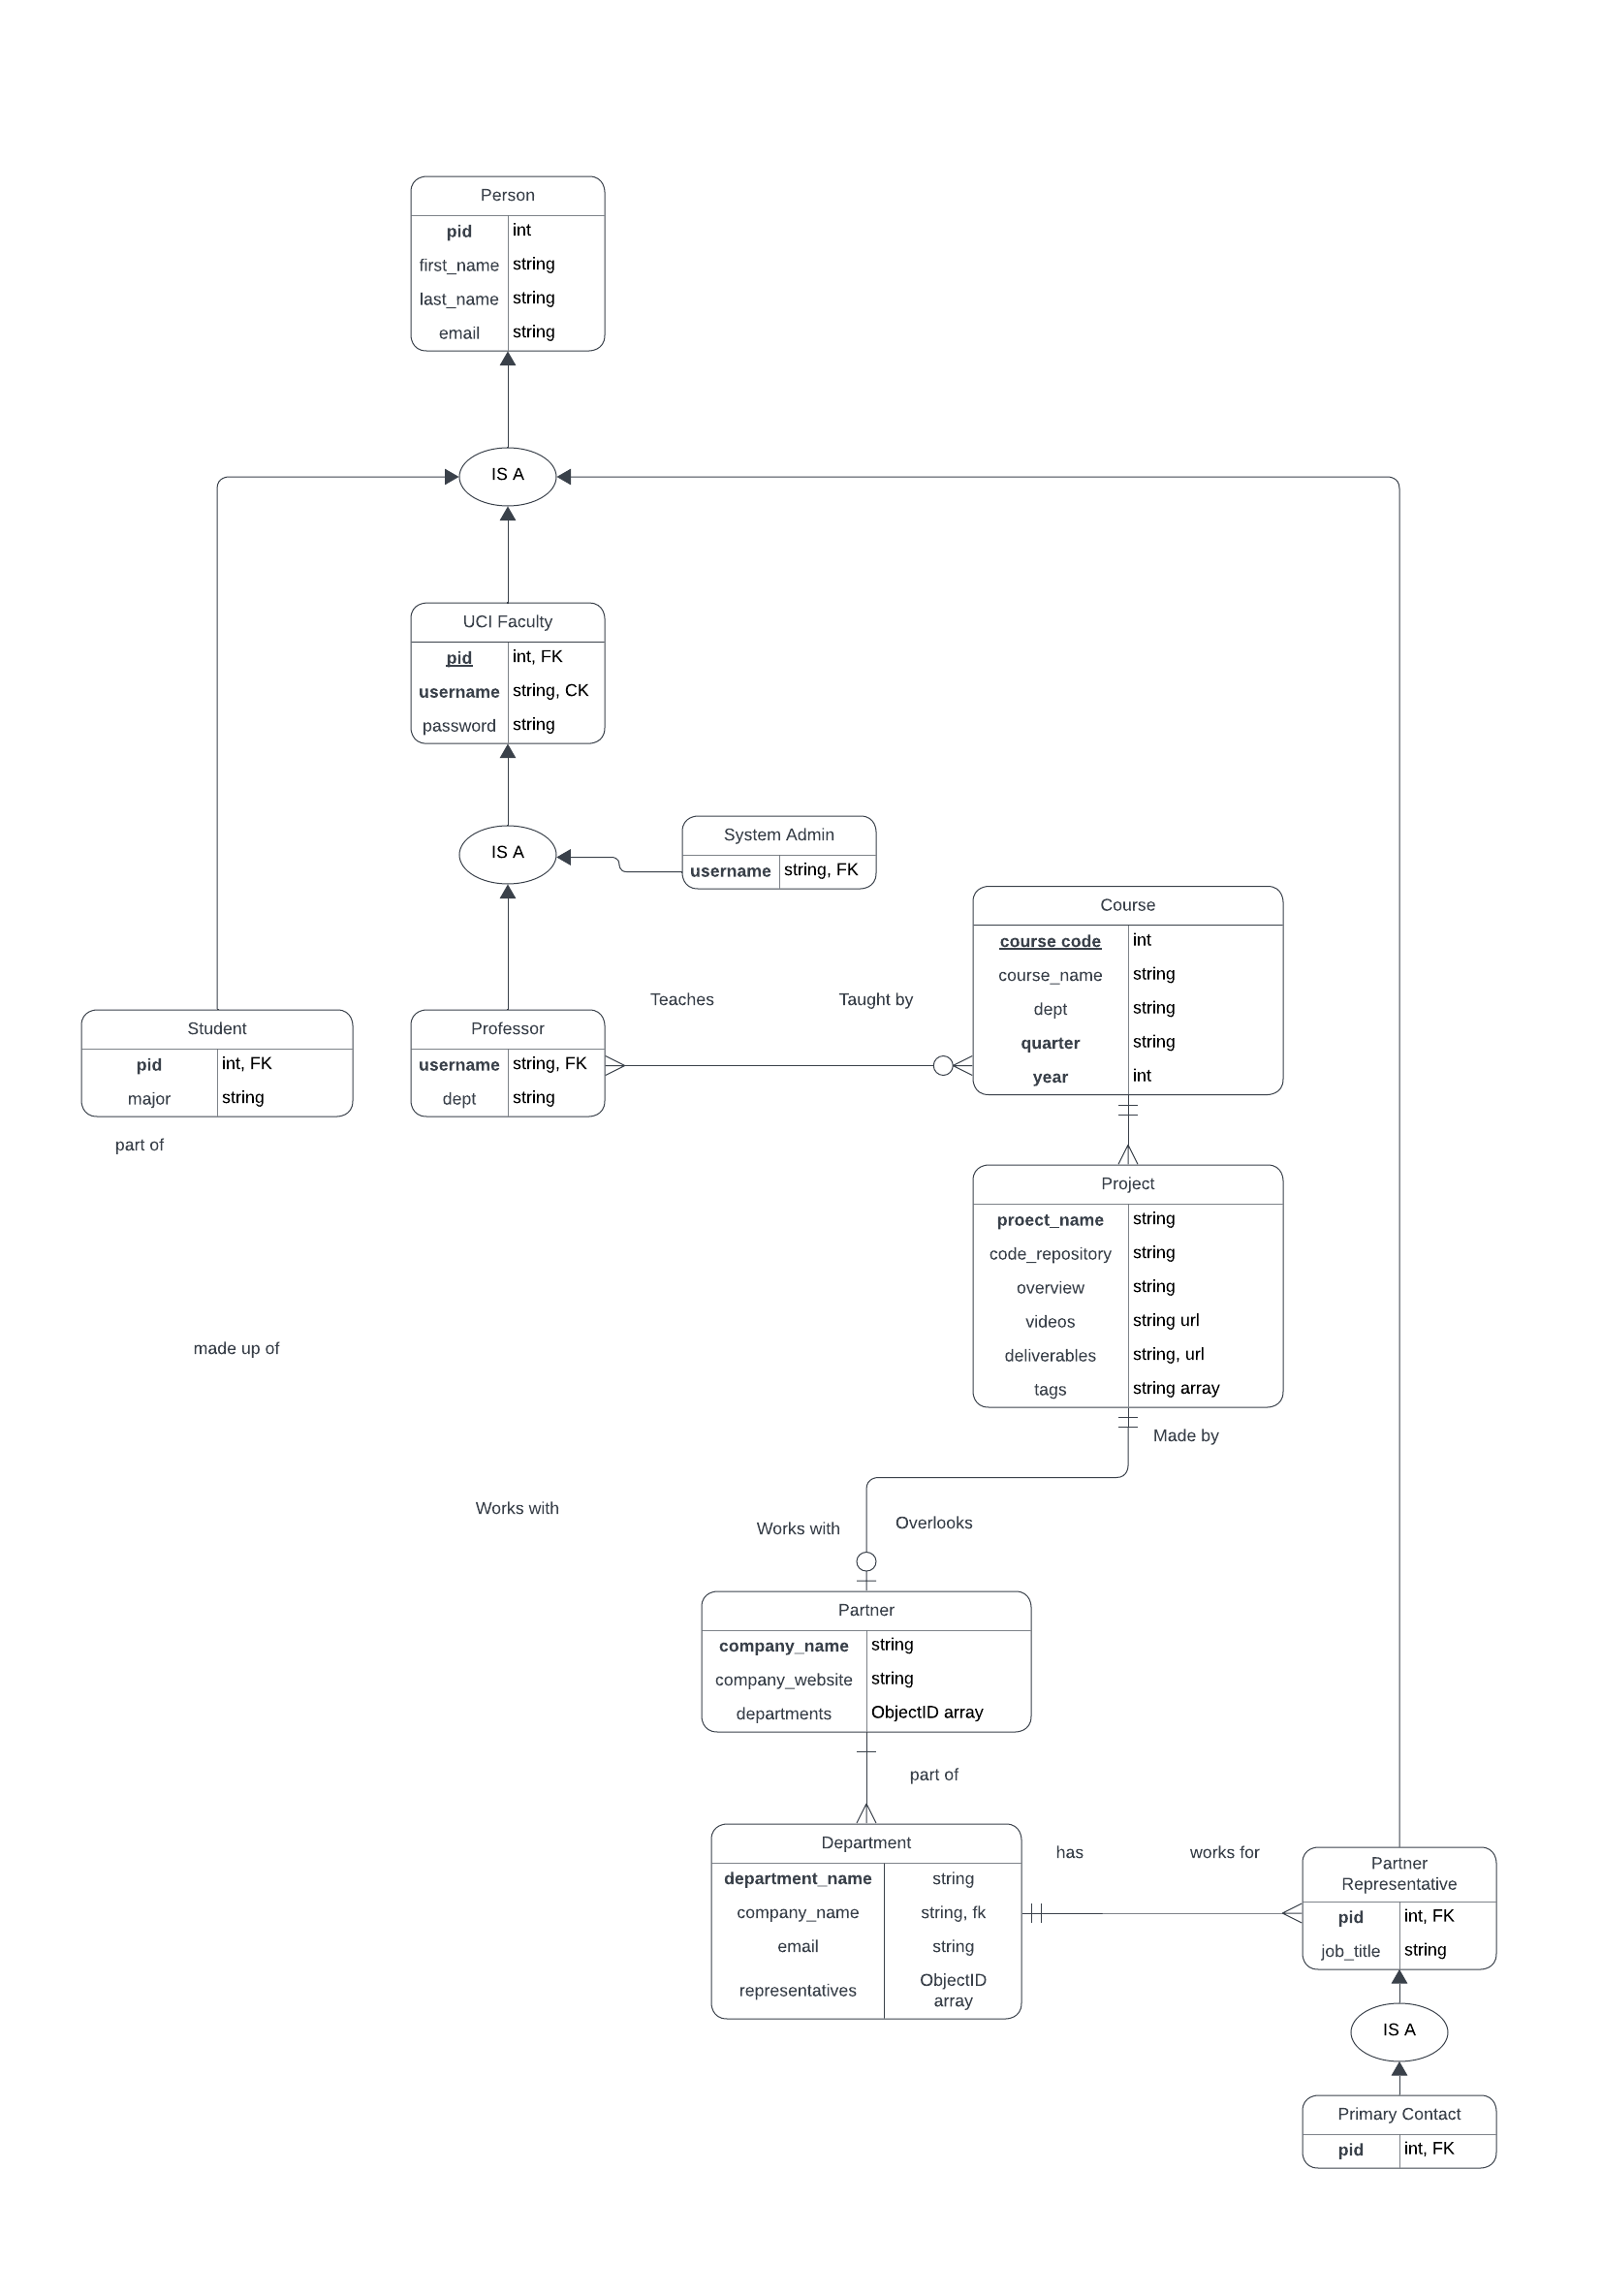 Person
pid int
first_name string
last_name string
email string
IS A
UCI Faculty
pid int, FK
username string, CK
password string
IS A
System Admin
username string, FK
Course
course code int
course_name string
dept string
quarter string
year int
Teaches
Taught by
Student
pid int, FK
major string
part of
Professor
username string, FK
dept string
Project
proect_name string
code_repository string
overview string
videos string url
deliverables string, url
tags string array
made up of
Made by
Works with
Works with
Overlooks
Partner
company_name string
company_website string
departments ObjectID array
part of
Department
department_name string
company_name string, fk
email string
representatives ObjectID
array
has
works for
Partner
Representative
pid int, FK
job_title string
IS A
Primary Contact
pid int, FK